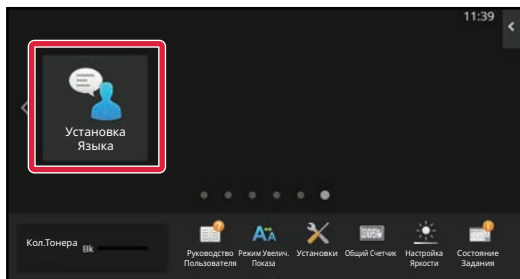 11:39
Установка
Языка
Кол.Тонера Bk
Руководство
Пользователя
Режим Увелич.
Показа
Установки
Общий Счетчик
Настройка
Яркости
Состояние
Задания